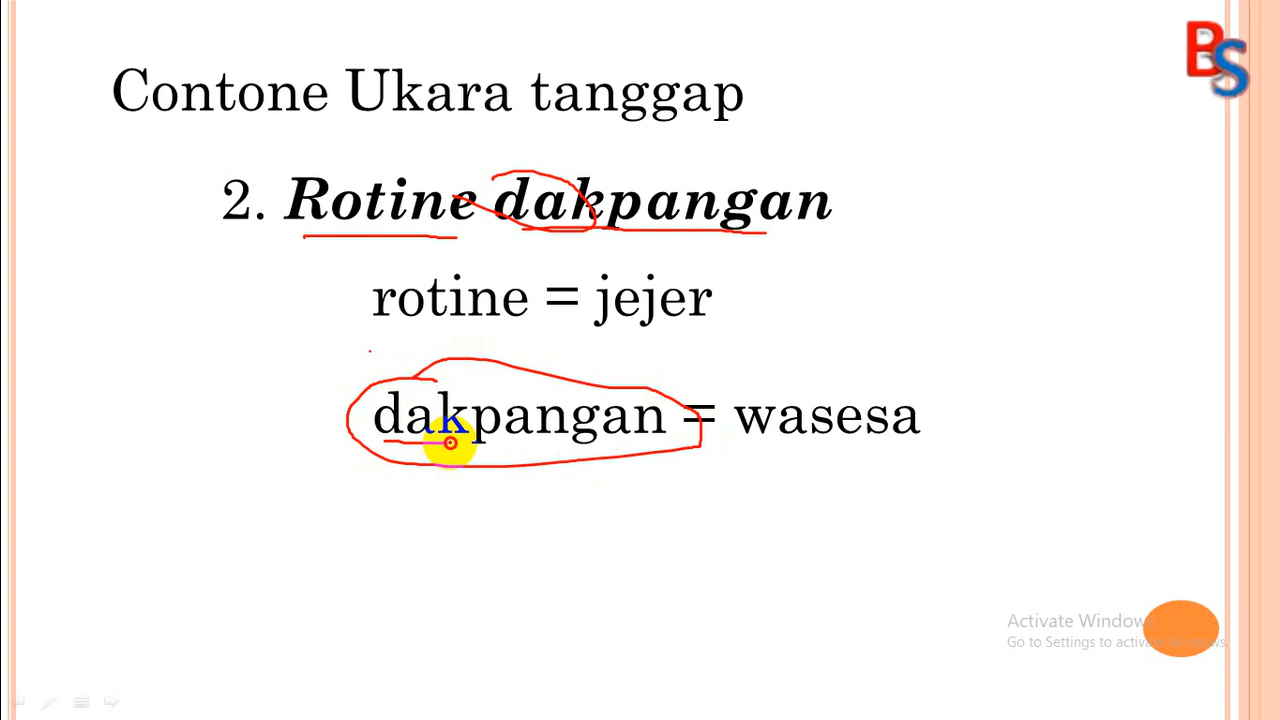 BS
Contone Ukara tanggap
2. Rotine dakpangan
rotine = jejer
dakpangan = wasesa
Activate Windows
Go to Settings to activate Windows.